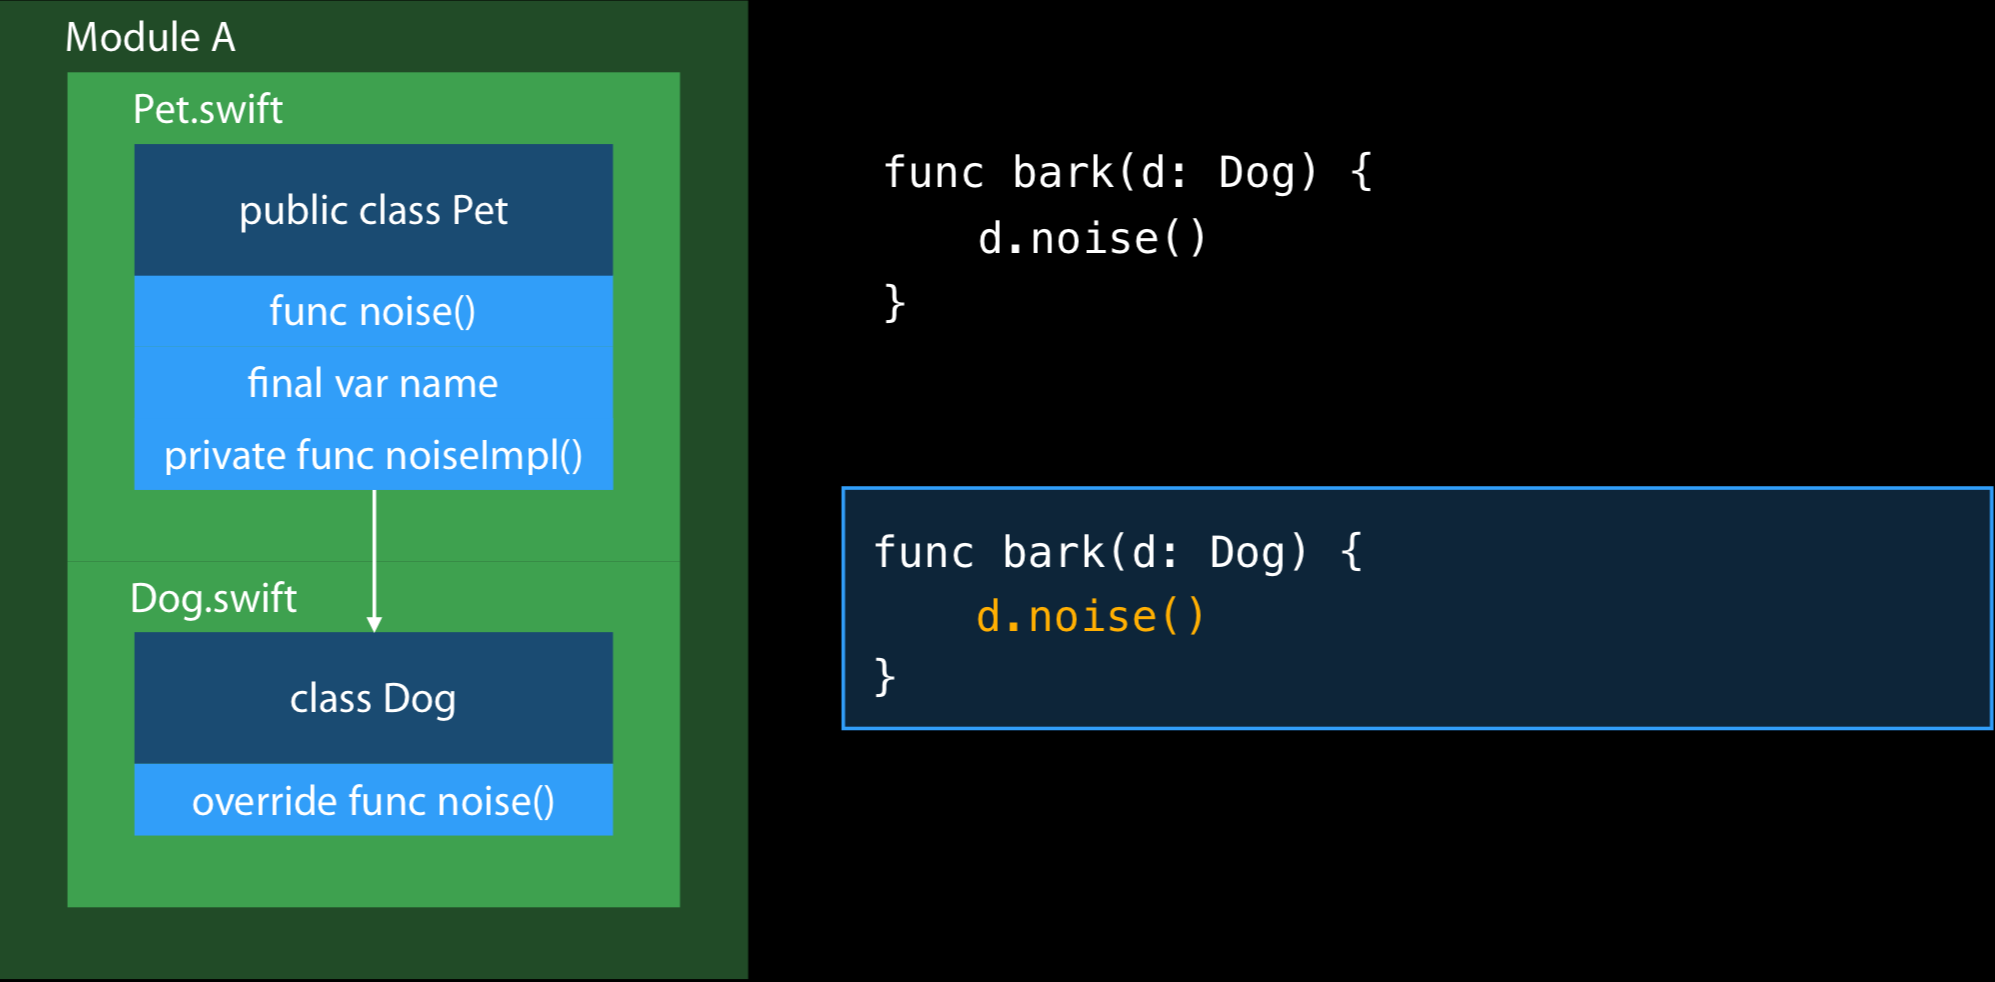 Module A
Pet.swift
public class Pet
func noise()
final var name
private func noiseImpl()
Dog.swift
class Dog
override func noise()
func bark(d: Dog) {
    d.noise()
}
func bark(d: Dog) {
    d.noise()
}